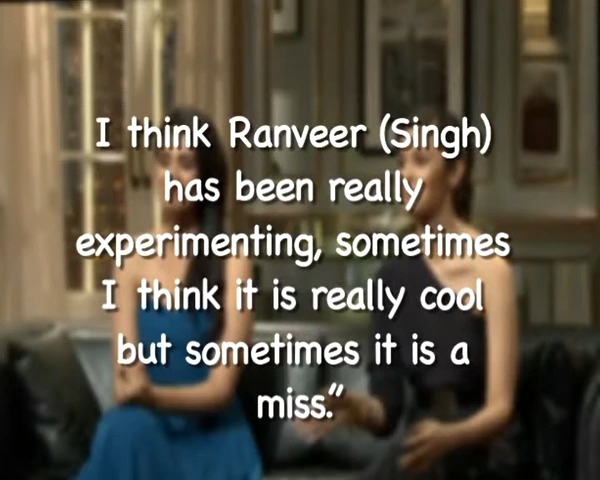 I think Ranveer (Singh)
has been really
experimenting, sometimes
I think it is really cool
but sometimes it is a
miss.”